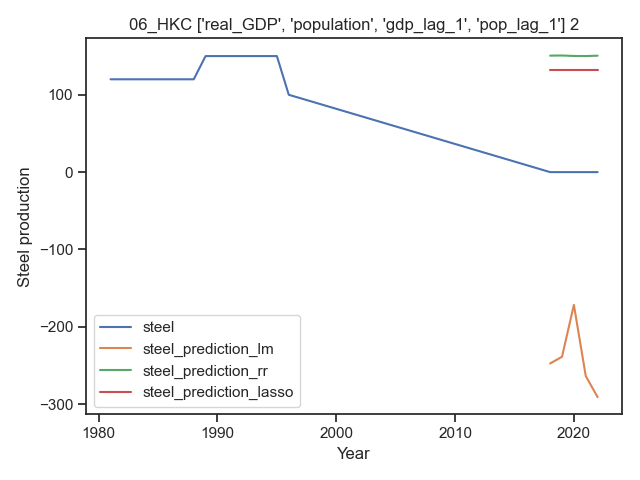 06_HKC ['real_GDP', 'population', 'gdp_lag_1', 'pop_lag_1'] 2
Steel production
100
0
−100
−200
−300
steel
steel_prediction_lm
steel_prediction_rr
steel_prediction_lasso
1980
1990
2000
2010
2020
Year